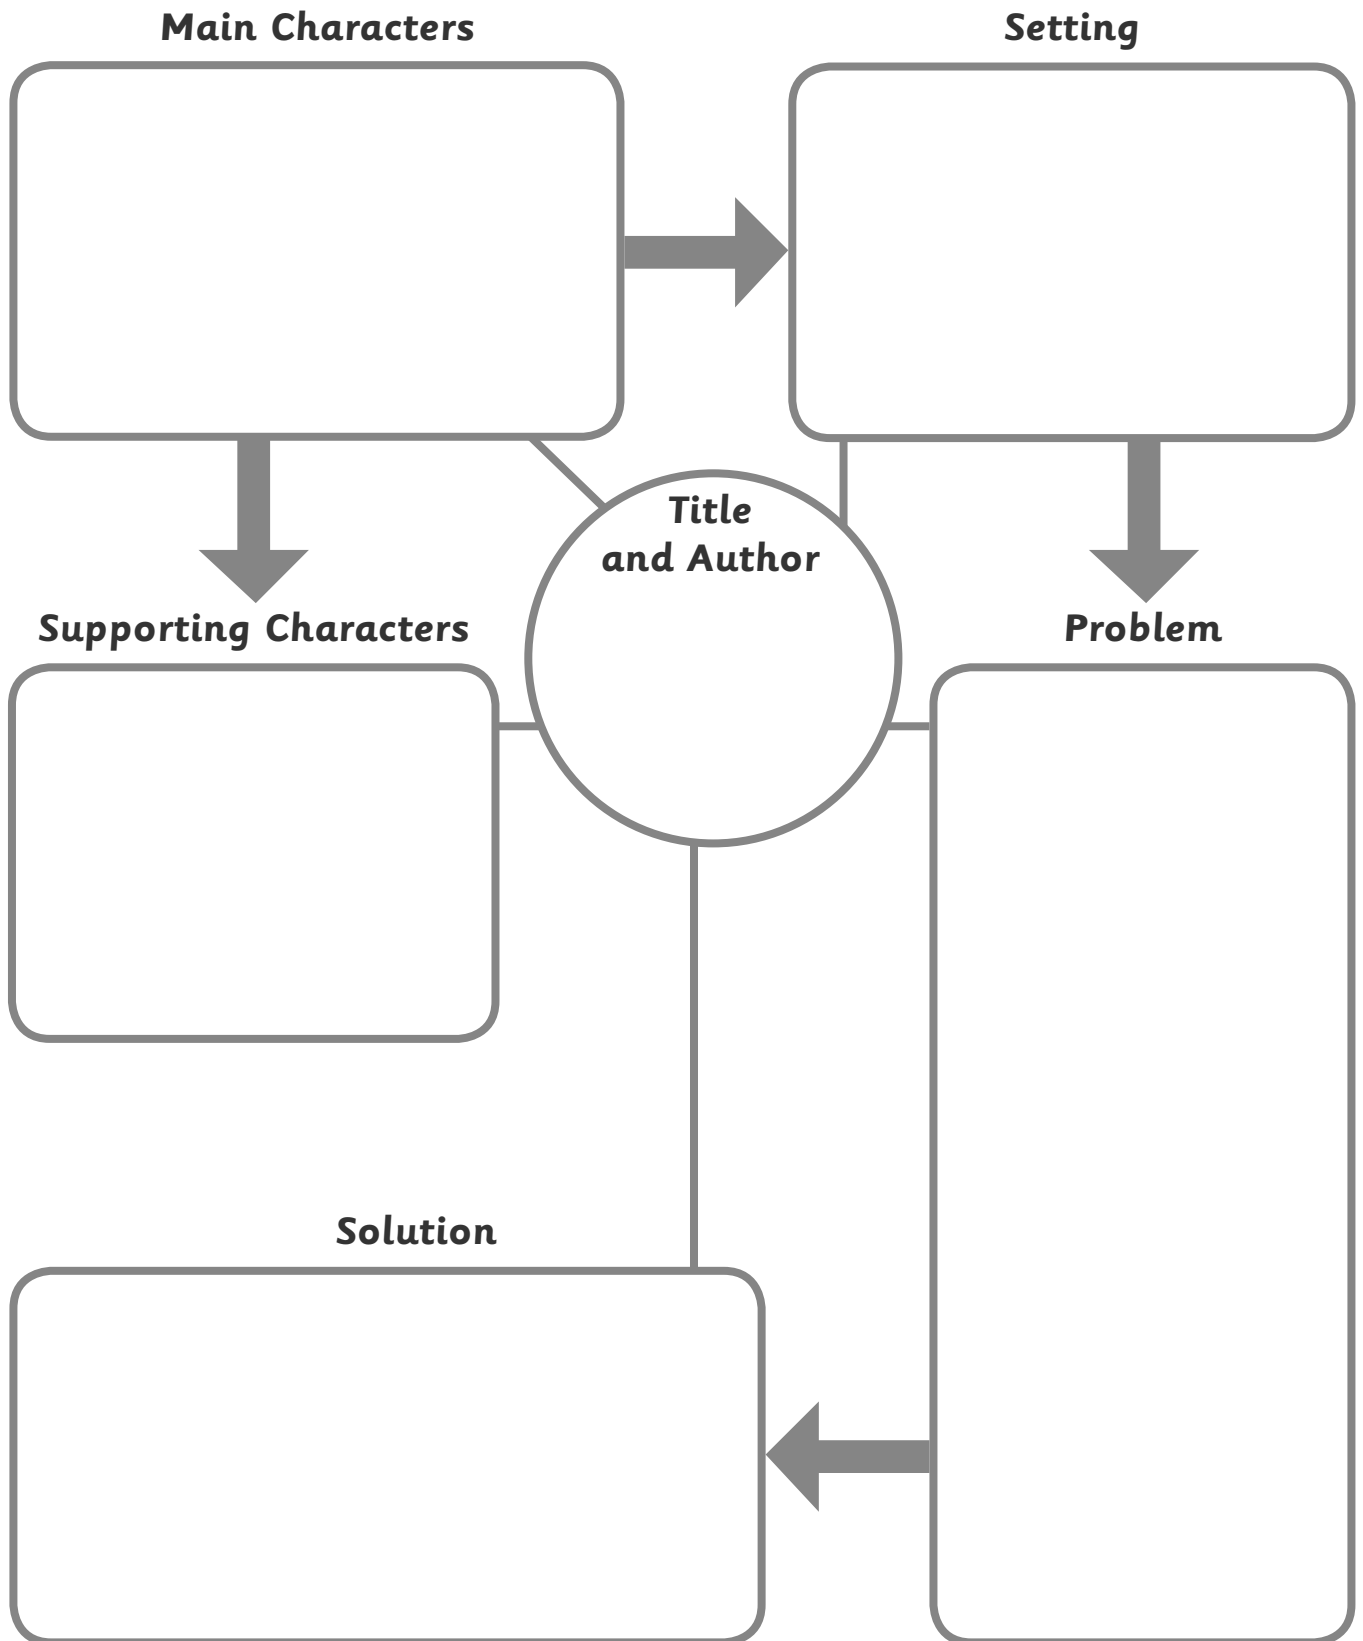 Main Characters
Setting
Title
and Author
Supporting Characters
Problem
Solution